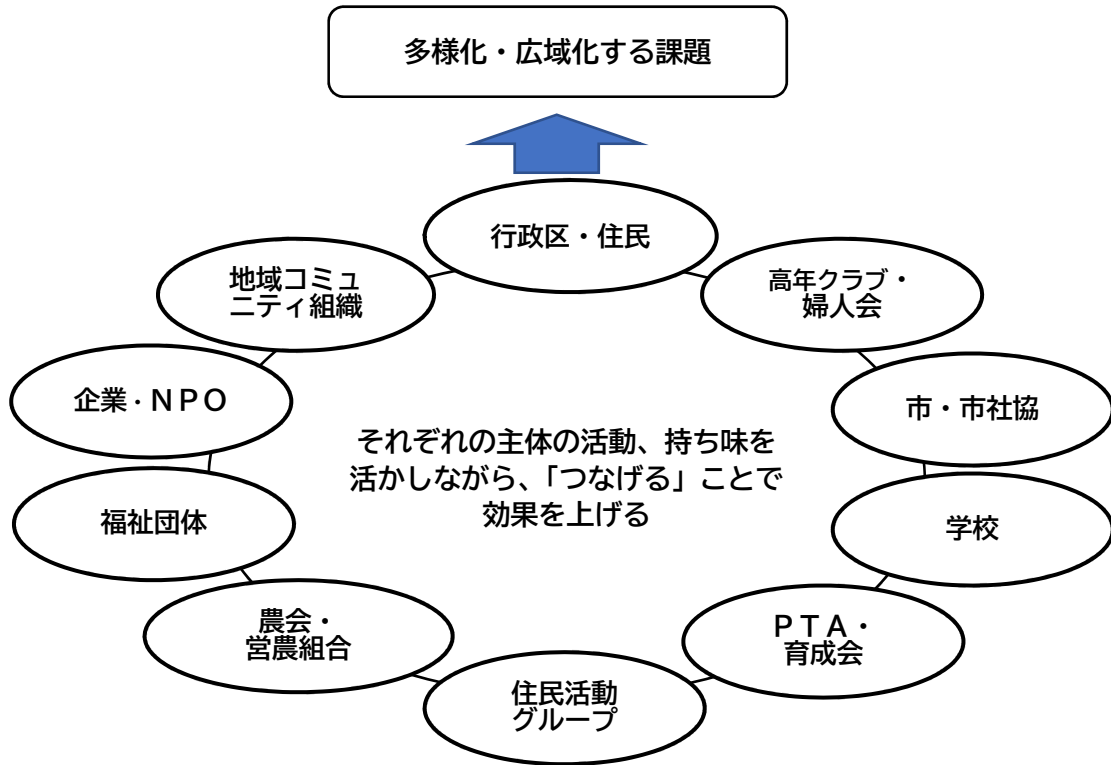 多様化・広域化する課題
行政区・住民
地域コミュ
ニティ組織
高年クラブ・
婦人会
企業・ＮＰＯ
市・市社協
それぞれの主体の活動、持ち味を
活かしながら、「つなげる」ことで
効果を上げる
福祉団体
学校
農会・
営農組合
ＰＴＡ・
育成会
住民活動
グループ